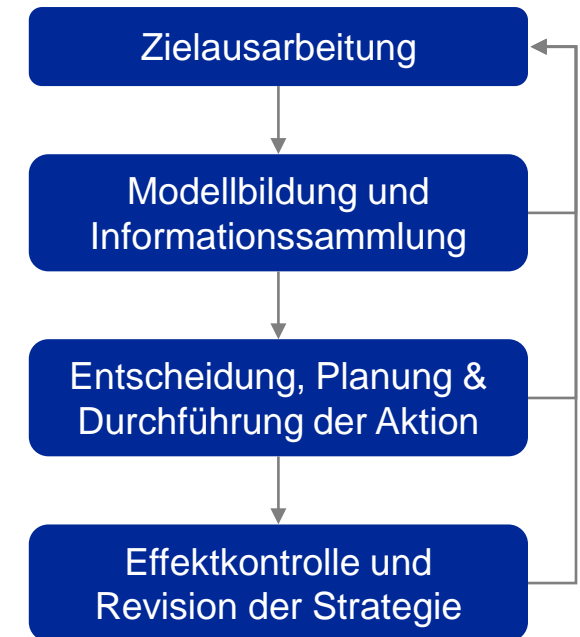 Zielausarbeitung
Modellbildung und
Informationssammlung
Entscheidung, Planung &
Durchführung der Aktion
Effektkontrolle und
Revision der Strategie